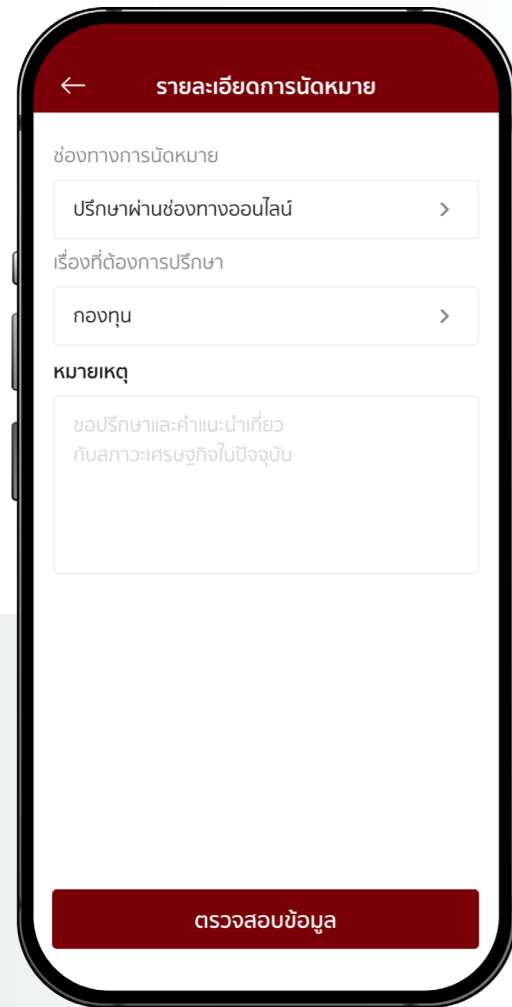 รายละเอียดการนัดหมาย
ช่องทางการนัดหมาย
ปรึกษาผ่านช่องทางออนไลน์
เรื่องที่ต้องการปรึกษา
กองทุน
หมายเหตุ
ขอปรึกษาและคำแนะนำเกี่ยว
กับสภาวะเศรษฐกิจในปัจจุบัน
ตรวจสอบข้อมูล